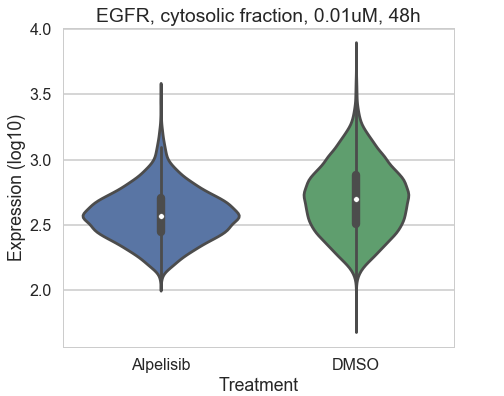 EGFR, cytosolic fraction, 0.01uM, 48h
4.0
3.5
3.0
2.5
2.0
Expression (log10)
Alpelisib
DMSO
Treatment